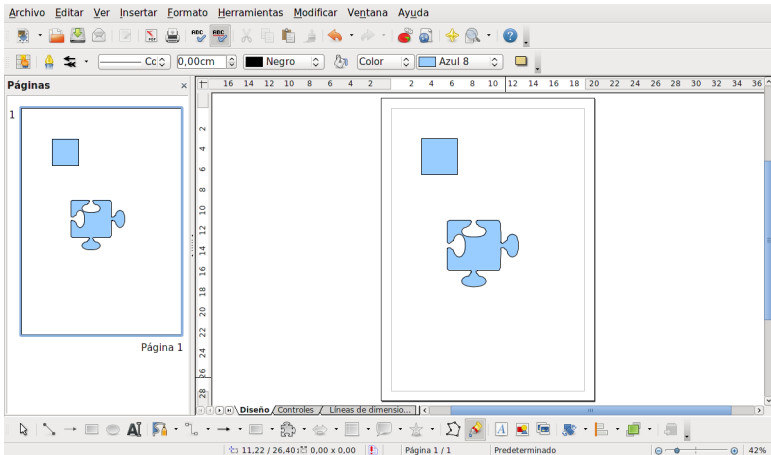 Archivo Editar Ver Insertar Formato Herramientas Modificar Ventana Ayuda
0,00cm Negro Color Azul 8
Páginas ×
16 14 12 10 8 6 4 2 2 4 6 8 10 12 14 16 18 20 22 24 26 28 30 32 34 36
1
2
4
6
8
10
12
14
16
18
20
22
24
26
28
Página 1
Diseño Controles Líneas de dimensio...
11,22 / 26,40 0,00 x 0,00 Página 1 / 1 Predeterminado 42%